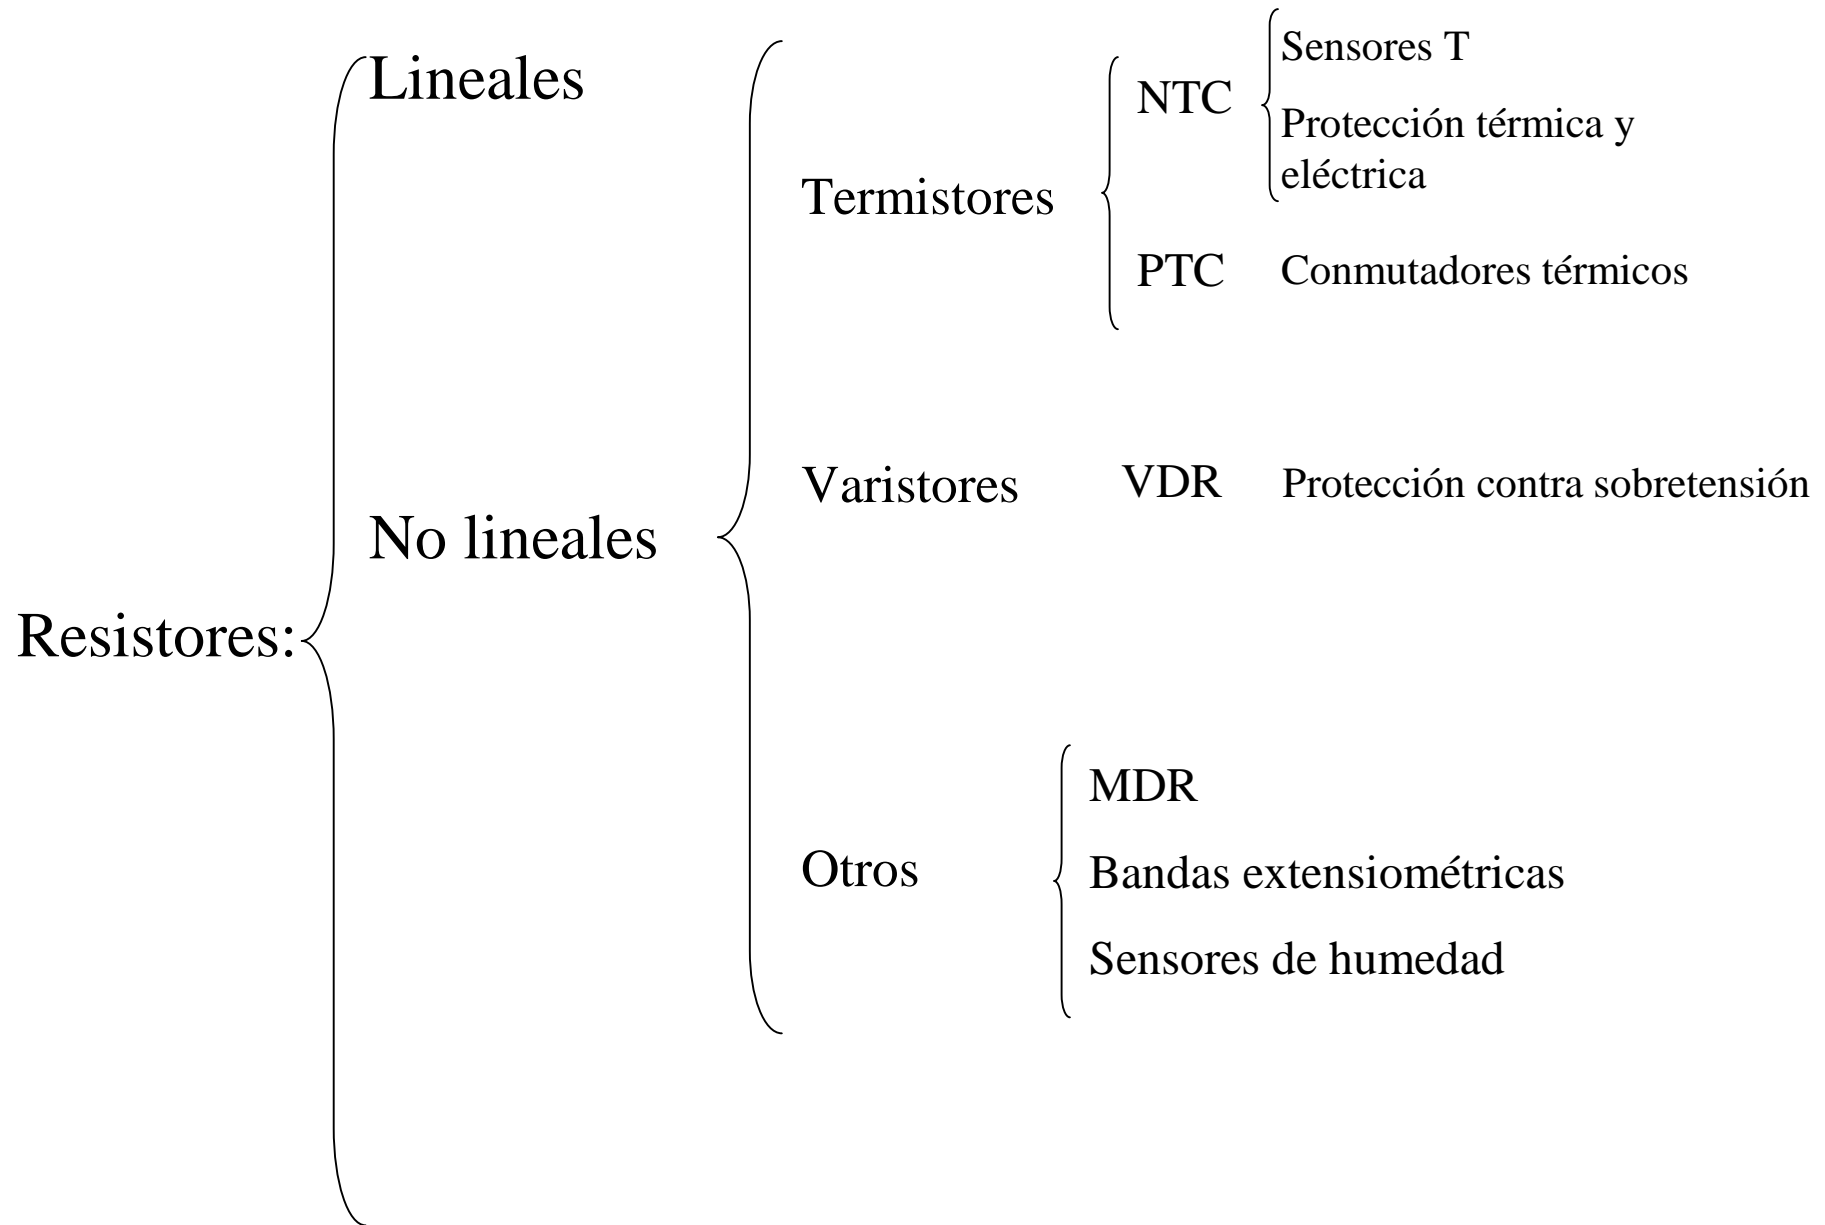 Resistores:
Lineales
No lineales
Termistores
NTC
Sensores T
Protección térmica y
eléctrica
PTC
Conmutadores térmicos
Varistores
VDR
Protección contra sobretensión
Otros
MDR
Bandas extensiométricas
Sensores de humedad